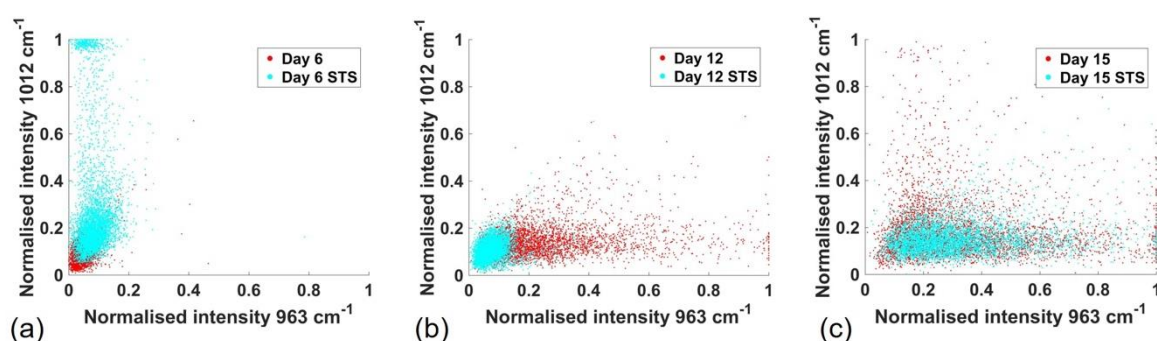 Normalised intensity 1012 cm-1
1
0.8
0.6
0.4
0.2
0
0 0.2 0.4 0.6 0.8 1
Normalised intensity 963 cm-1
Day 6
Day 6 STS
(a)
Normalised intensity 1012 cm-1
1
0.8
0.6
0.4
0.2
0
0 0.2 0.4 0.6 0.8 1
Normalised intensity 963 cm-1
Day 12
Day 12 STS
(b)
Normalised intensity 1012 cm-1
1
0.8
0.6
0.4
0.2
0
0 0.2 0.4 0.6 0.8 1
Normalised intensity 963 cm-1
Day 15
Day 15 STS
(c)